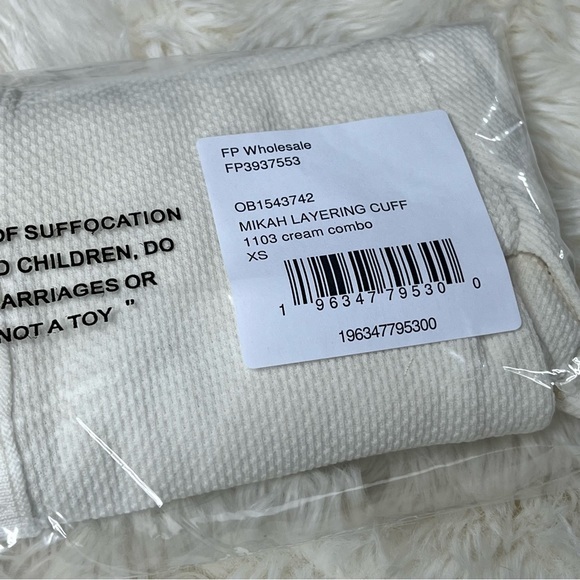 FP Wholesale
FP3937553
OB1543742
MIKAH LAYERING CUFF
1103 cream combo
XS
1 96347 79530 0
196347795300
OF SUFFOCATION
CHILDREN, DO
ARRIAGES OR
NOT A TOY "